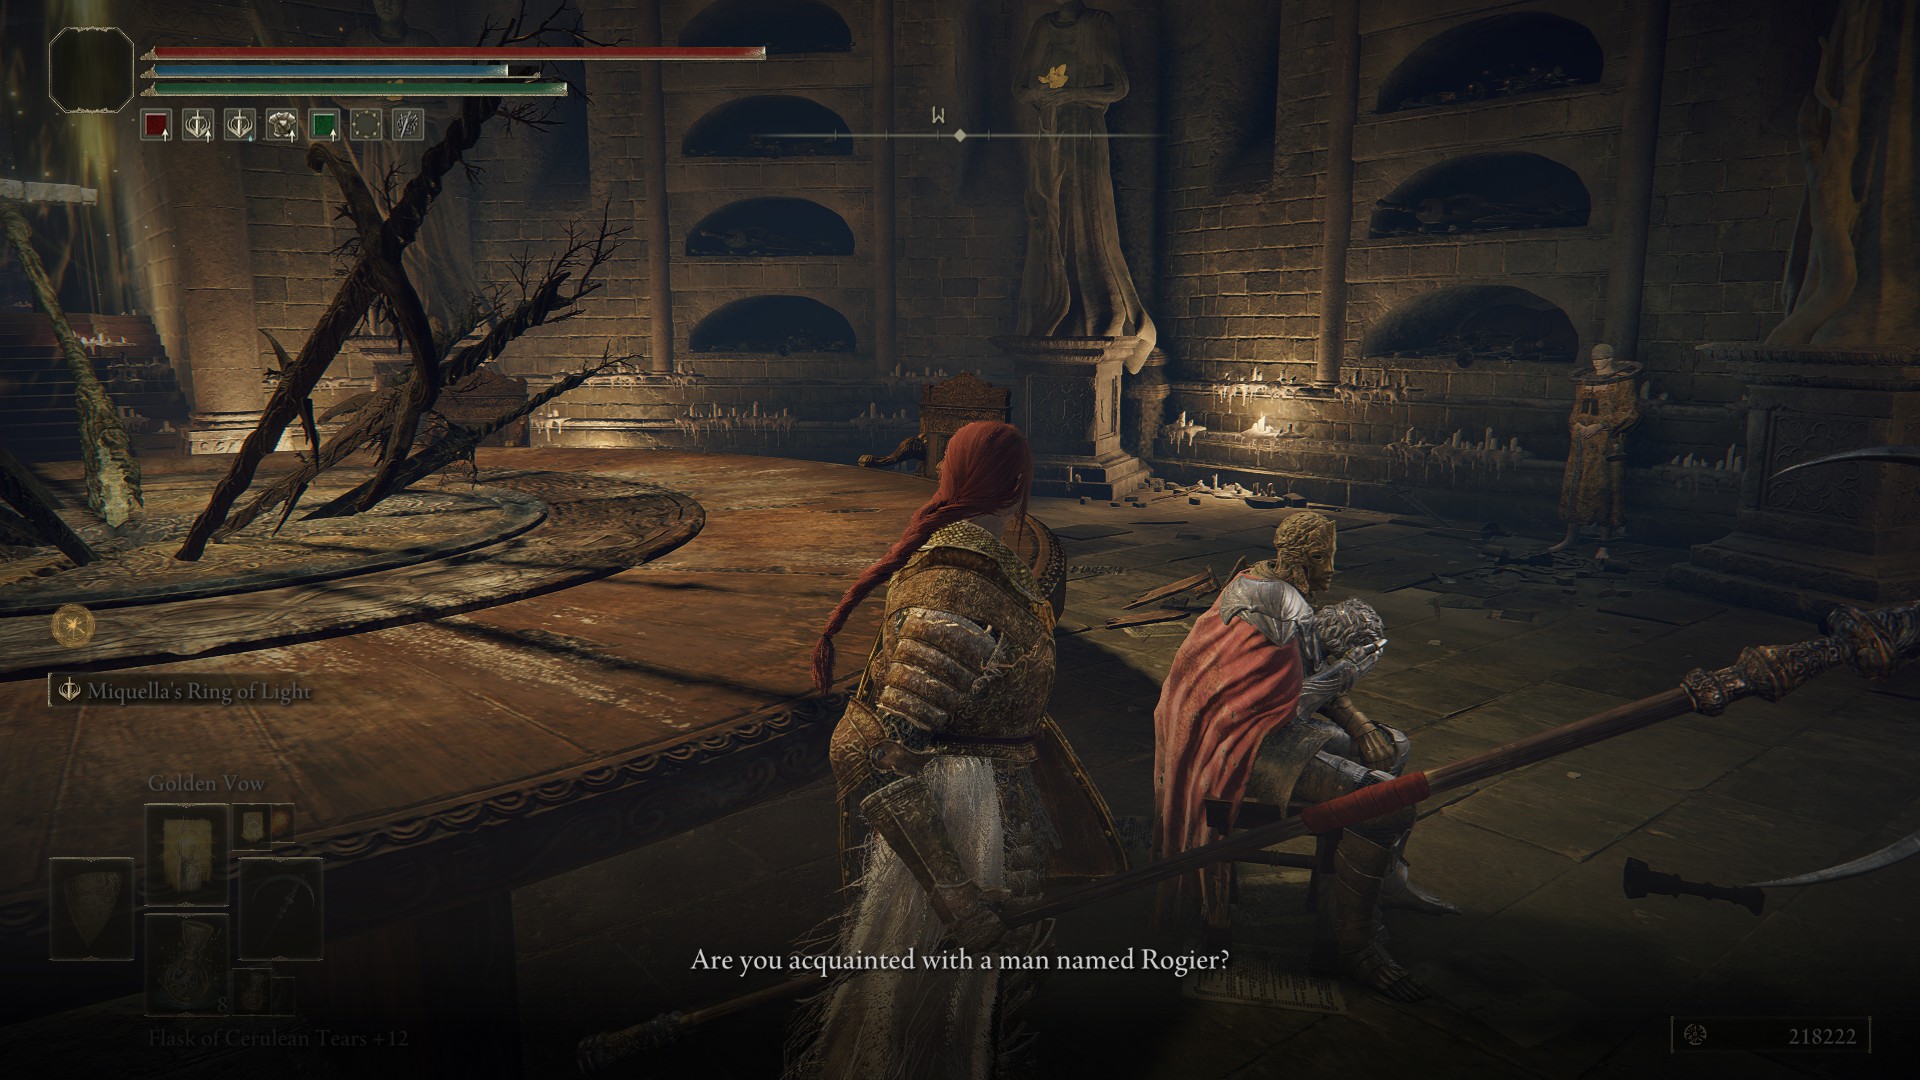 W
Miquella's Ring of Light
Golden Vow
8
Flask of Cerulean Tears +12
Are you acquainted with a man named Rogier?
218222